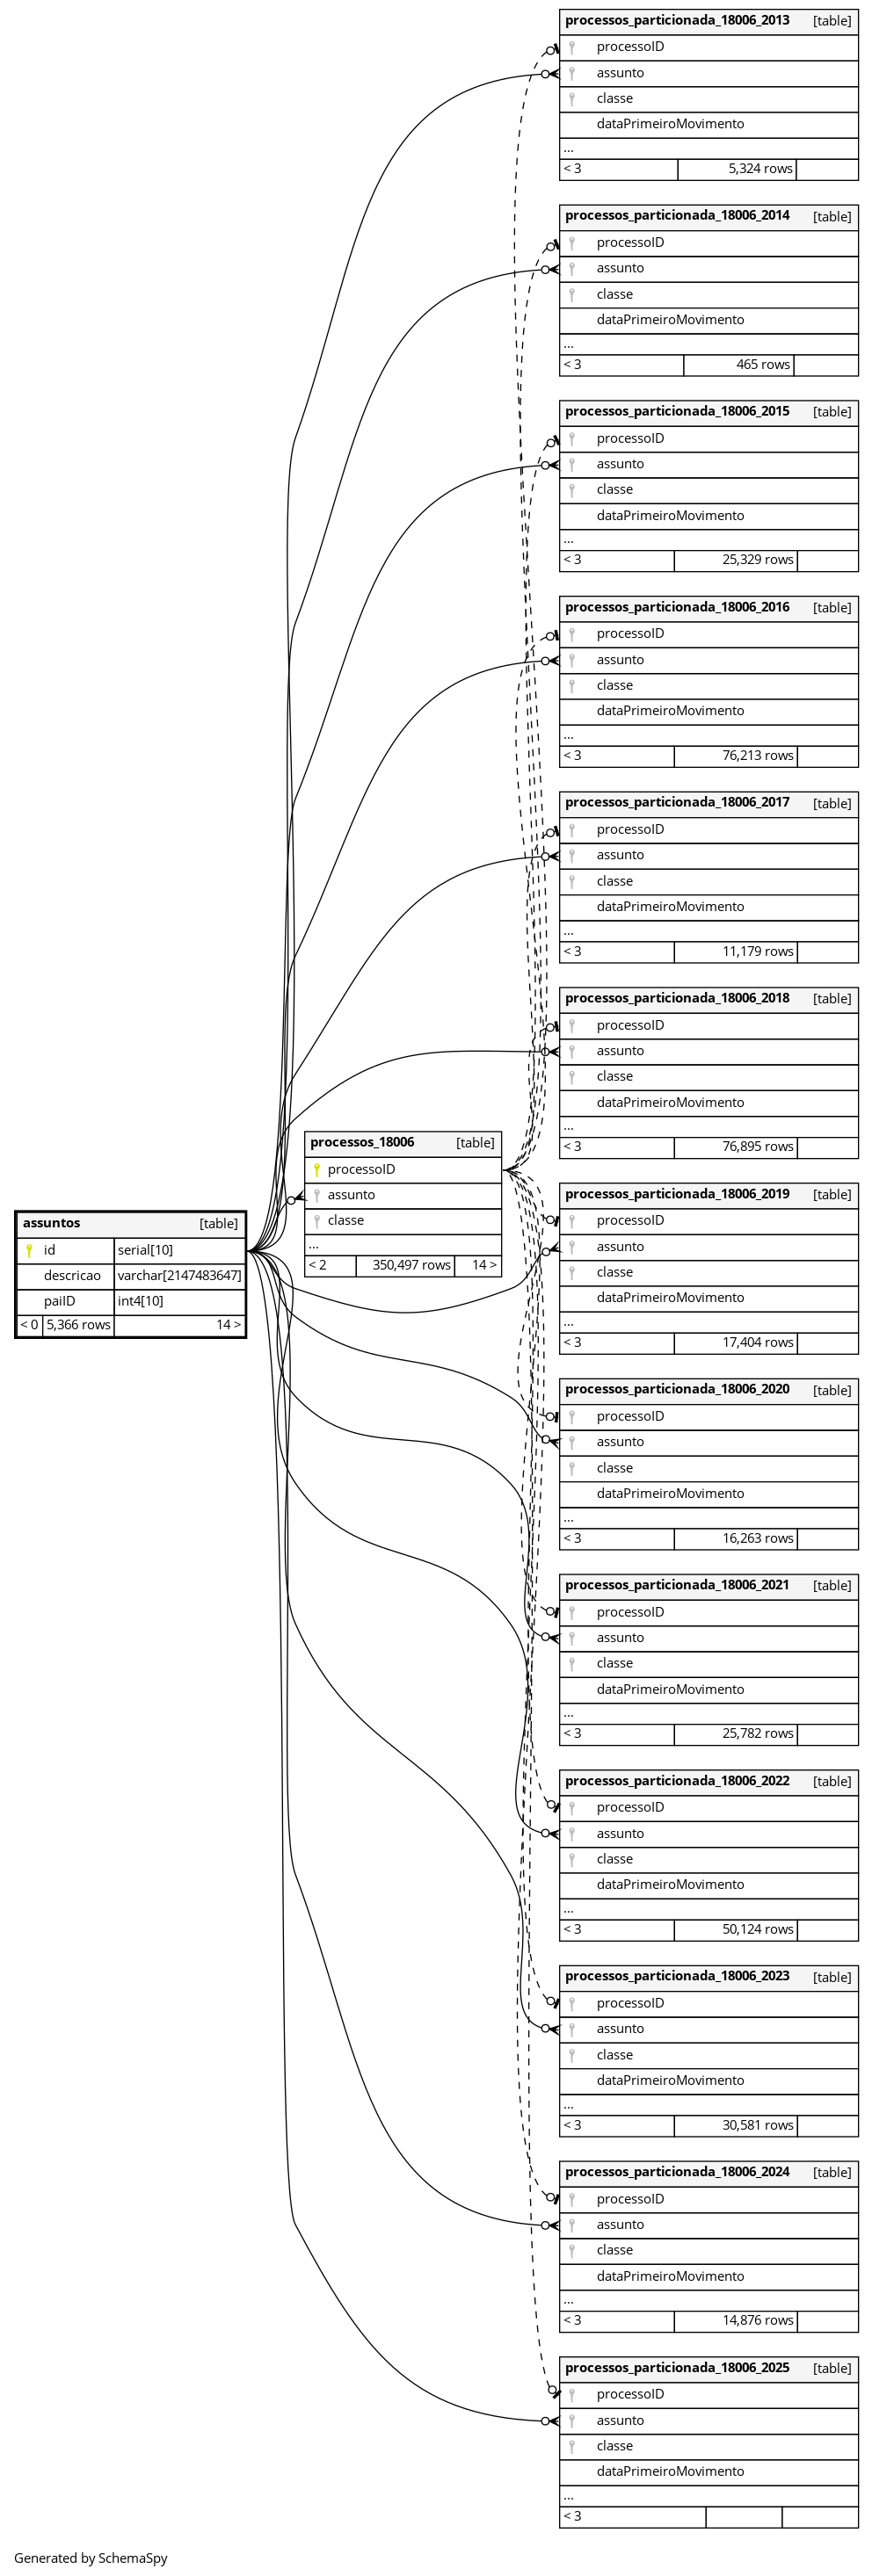 processos_particionada_18006_2013 [table]
processoID
assunto
classe
dataPrimeiroMovimento
...
< 3 5,324 rows
processos_particionada_18006_2014 [table]
processoID
assunto
classe
dataPrimeiroMovimento
...
< 3 465 rows
processos_particionada_18006_2015 [table]
processoID
assunto
classe
dataPrimeiroMovimento
...
< 3 25,329 rows
processos_particionada_18006_2016 [table]
processoID
assunto
classe
dataPrimeiroMovimento
...
< 3 76,213 rows
processos_particionada_18006_2017 [table]
processoID
assunto
classe
dataPrimeiroMovimento
...
< 3 11,179 rows
processos_particionada_18006_2018 [table]
processoID
assunto
classe
dataPrimeiroMovimento
...
< 3 76,895 rows
processos_18006 [table]
processoID
assunto
classe
...
< 2 350,497 rows 14 >
assuntos [table]
id serial[10]
descricao varchar[2147483647]
paiID int4[10]
< 0 5,366 rows 14 >
processos_particionada_18006_2019 [table]
processoID
assunto
classe
dataPrimeiroMovimento
...
< 3 17,404 rows
processos_particionada_18006_2020 [table]
processoID
assunto
classe
dataPrimeiroMovimento
...
< 3 16,263 rows
processos_particionada_18006_2021 [table]
processoID
assunto
classe
dataPrimeiroMovimento
...
< 3 25,782 rows
processos_particionada_18006_2022 [table]
processoID
assunto
classe
dataPrimeiroMovimento
...
< 3 50,124 rows
processos_particionada_18006_2023 [table]
processoID
assunto
classe
dataPrimeiroMovimento
...
< 3 30,581 rows
processos_particionada_18006_2024 [table]
processoID
assunto
classe
dataPrimeiroMovimento
...
< 3 14,876 rows
processos_particionada_18006_2025 [table]
processoID
assunto
classe
dataPrimeiroMovimento
...
< 3
Generated by SchemaSpy